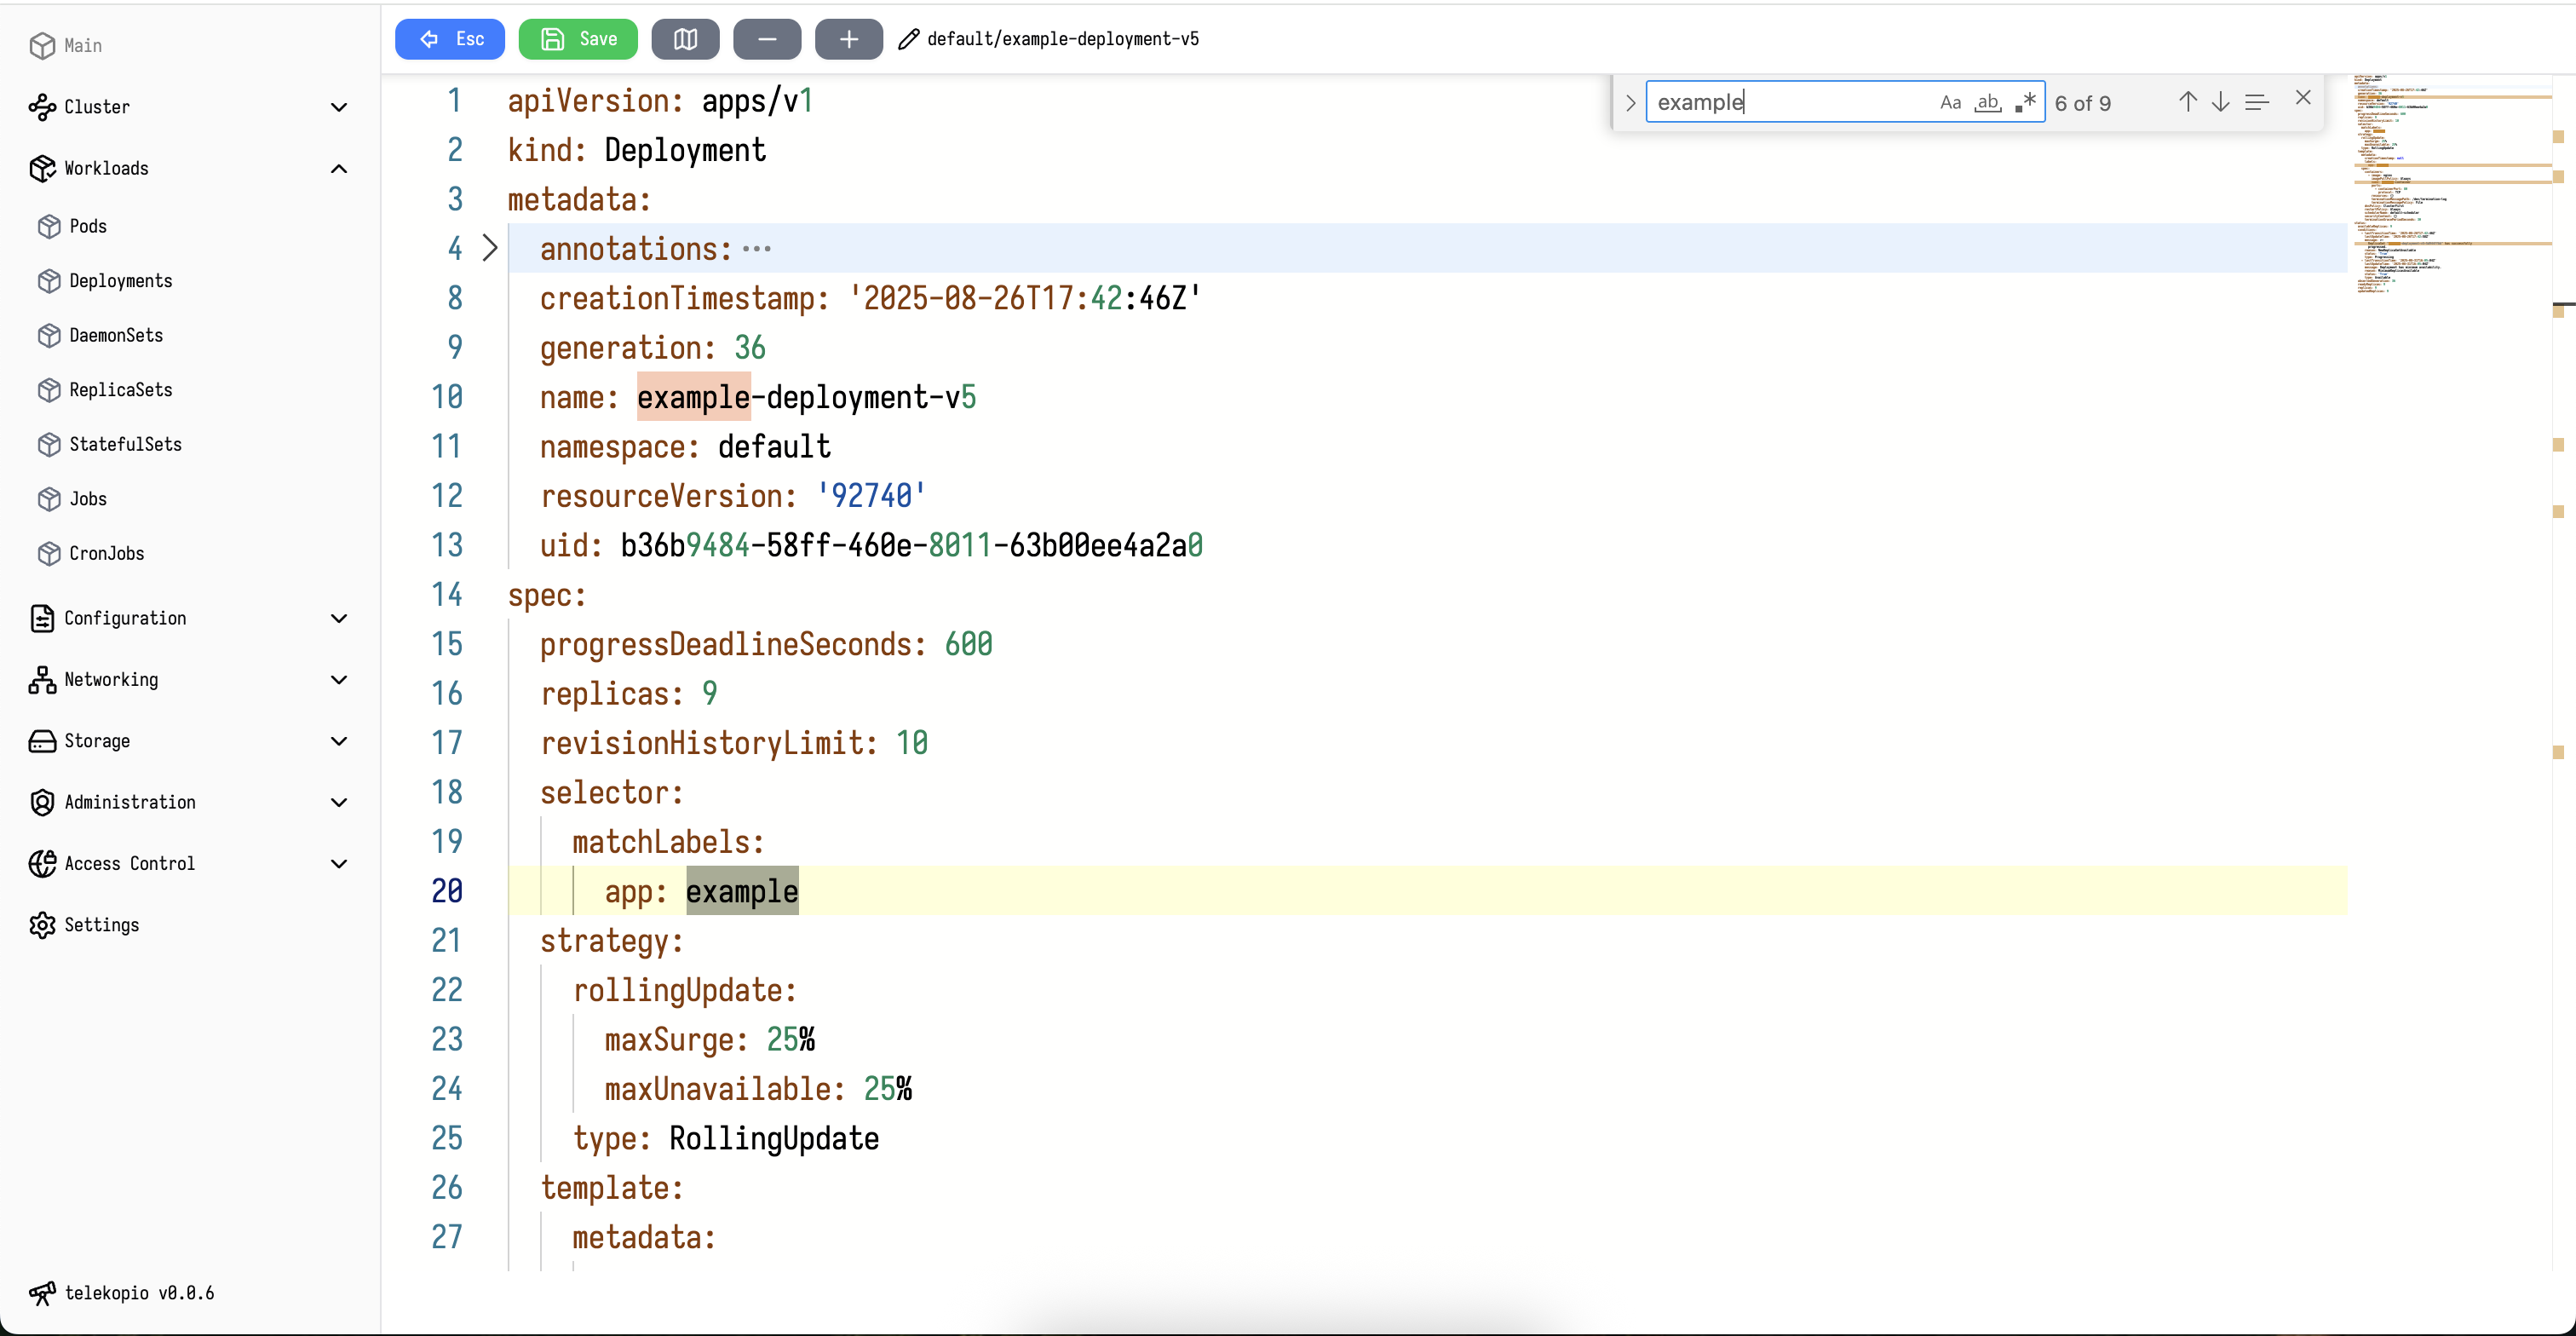 Main
Cluster
Workloads
Pods
Deployments
DaemonSets
ReplicaSets
StatefulSets
Jobs
CronJobs
Configuration
Networking
Storage
Administration
Access Control
Settings
telekopio v0.0.6
Esc Save default/example-deployment-v5
example Aa ab .* 6 of 9
1 apiVersion: apps/v1
2 kind: Deployment
3 metadata:
4 annotations: ...
8 creationTimestamp: '2025-08-26T17:42:46Z'
9 generation: 36
10 name: example-deployment-v5
11 namespace: default
12 resourceVersion: '92740'
13 uid: b36b9484-58ff-460e-8011-63b00ee4a2a0
14 spec:
15 progressDeadlineSeconds: 600
16 replicas: 9
17 revisionHistoryLimit: 10
18 selector:
19 matchLabels:
20 app: example
21 strategy:
22 rollingUpdate:
23 maxSurge: 25%
24 maxUnavailable: 25%
25 type: RollingUpdate
26 template:
27 metadata: